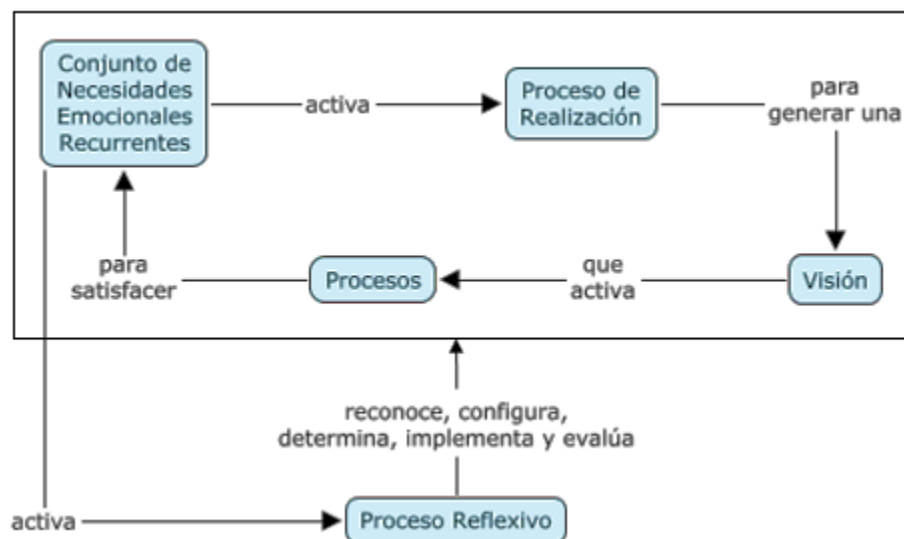 Conjunto de
Necesidades
Emocionales
Recurrentes
activa
Proceso de
Realización
para
generar una
Visión
que
activa
Procesos
para
satisfacer
reconoce, configura,
determina, implementa y evalúa
activa
Proceso Reflexivo